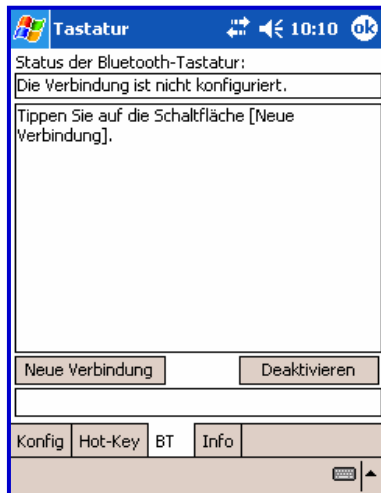 Tastatur 10:10 ok
Status der Bluetooth-Tastatur:
Die Verbindung ist nicht konfiguriert.
Tippen Sie auf die Schaltfläche [Neue
Verbindung].
Neue Verbindung Deaktivieren
Konfig Hot-Key BT Info